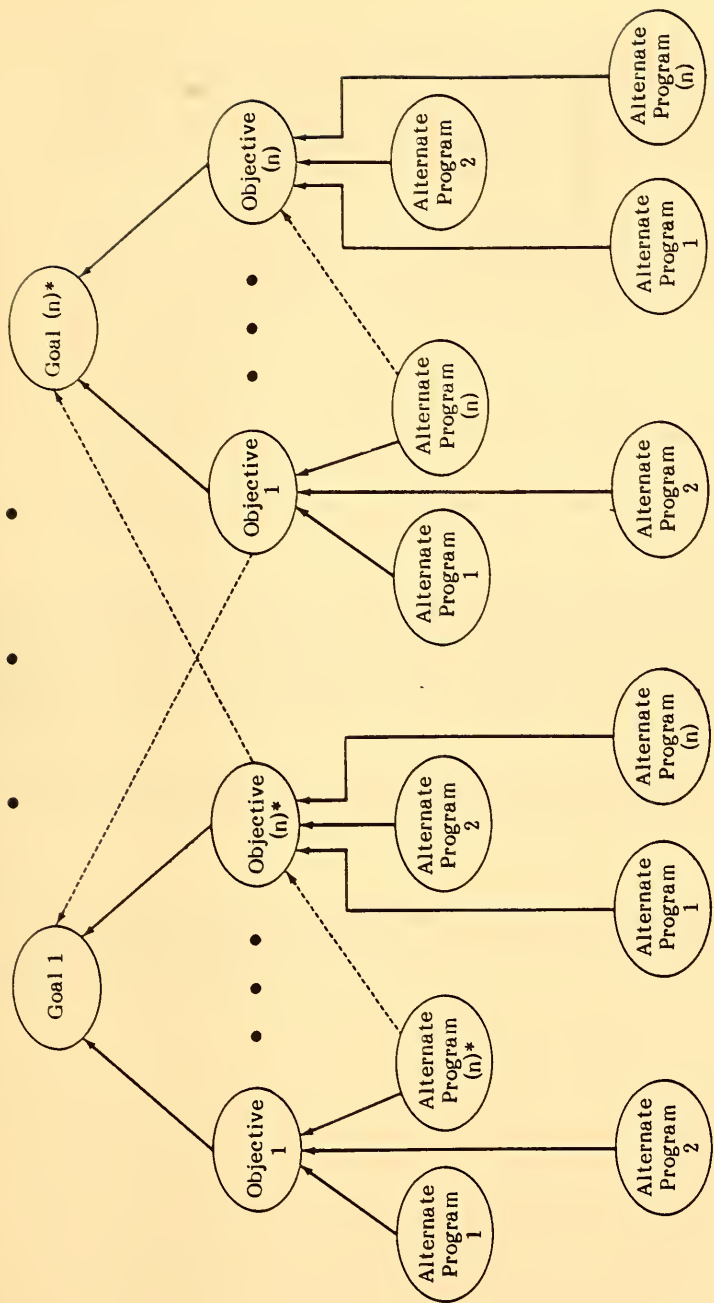 Goal 1
Goal (n)*
Objective
1
Objective
(n)*
Objective
1
Objective
(n)
Alternate
Program
1
Alternate
Program
(n)*
Alternate
Program
2
Alternate
Program
2
Alternate
Program
1
Alternate
Program
(n)
Alternate
Program
1
Alternate
Program
(n)
Alternate
Program
2
Alternate
Program
2
Alternate
Program
1
Alternate
Program
(n)